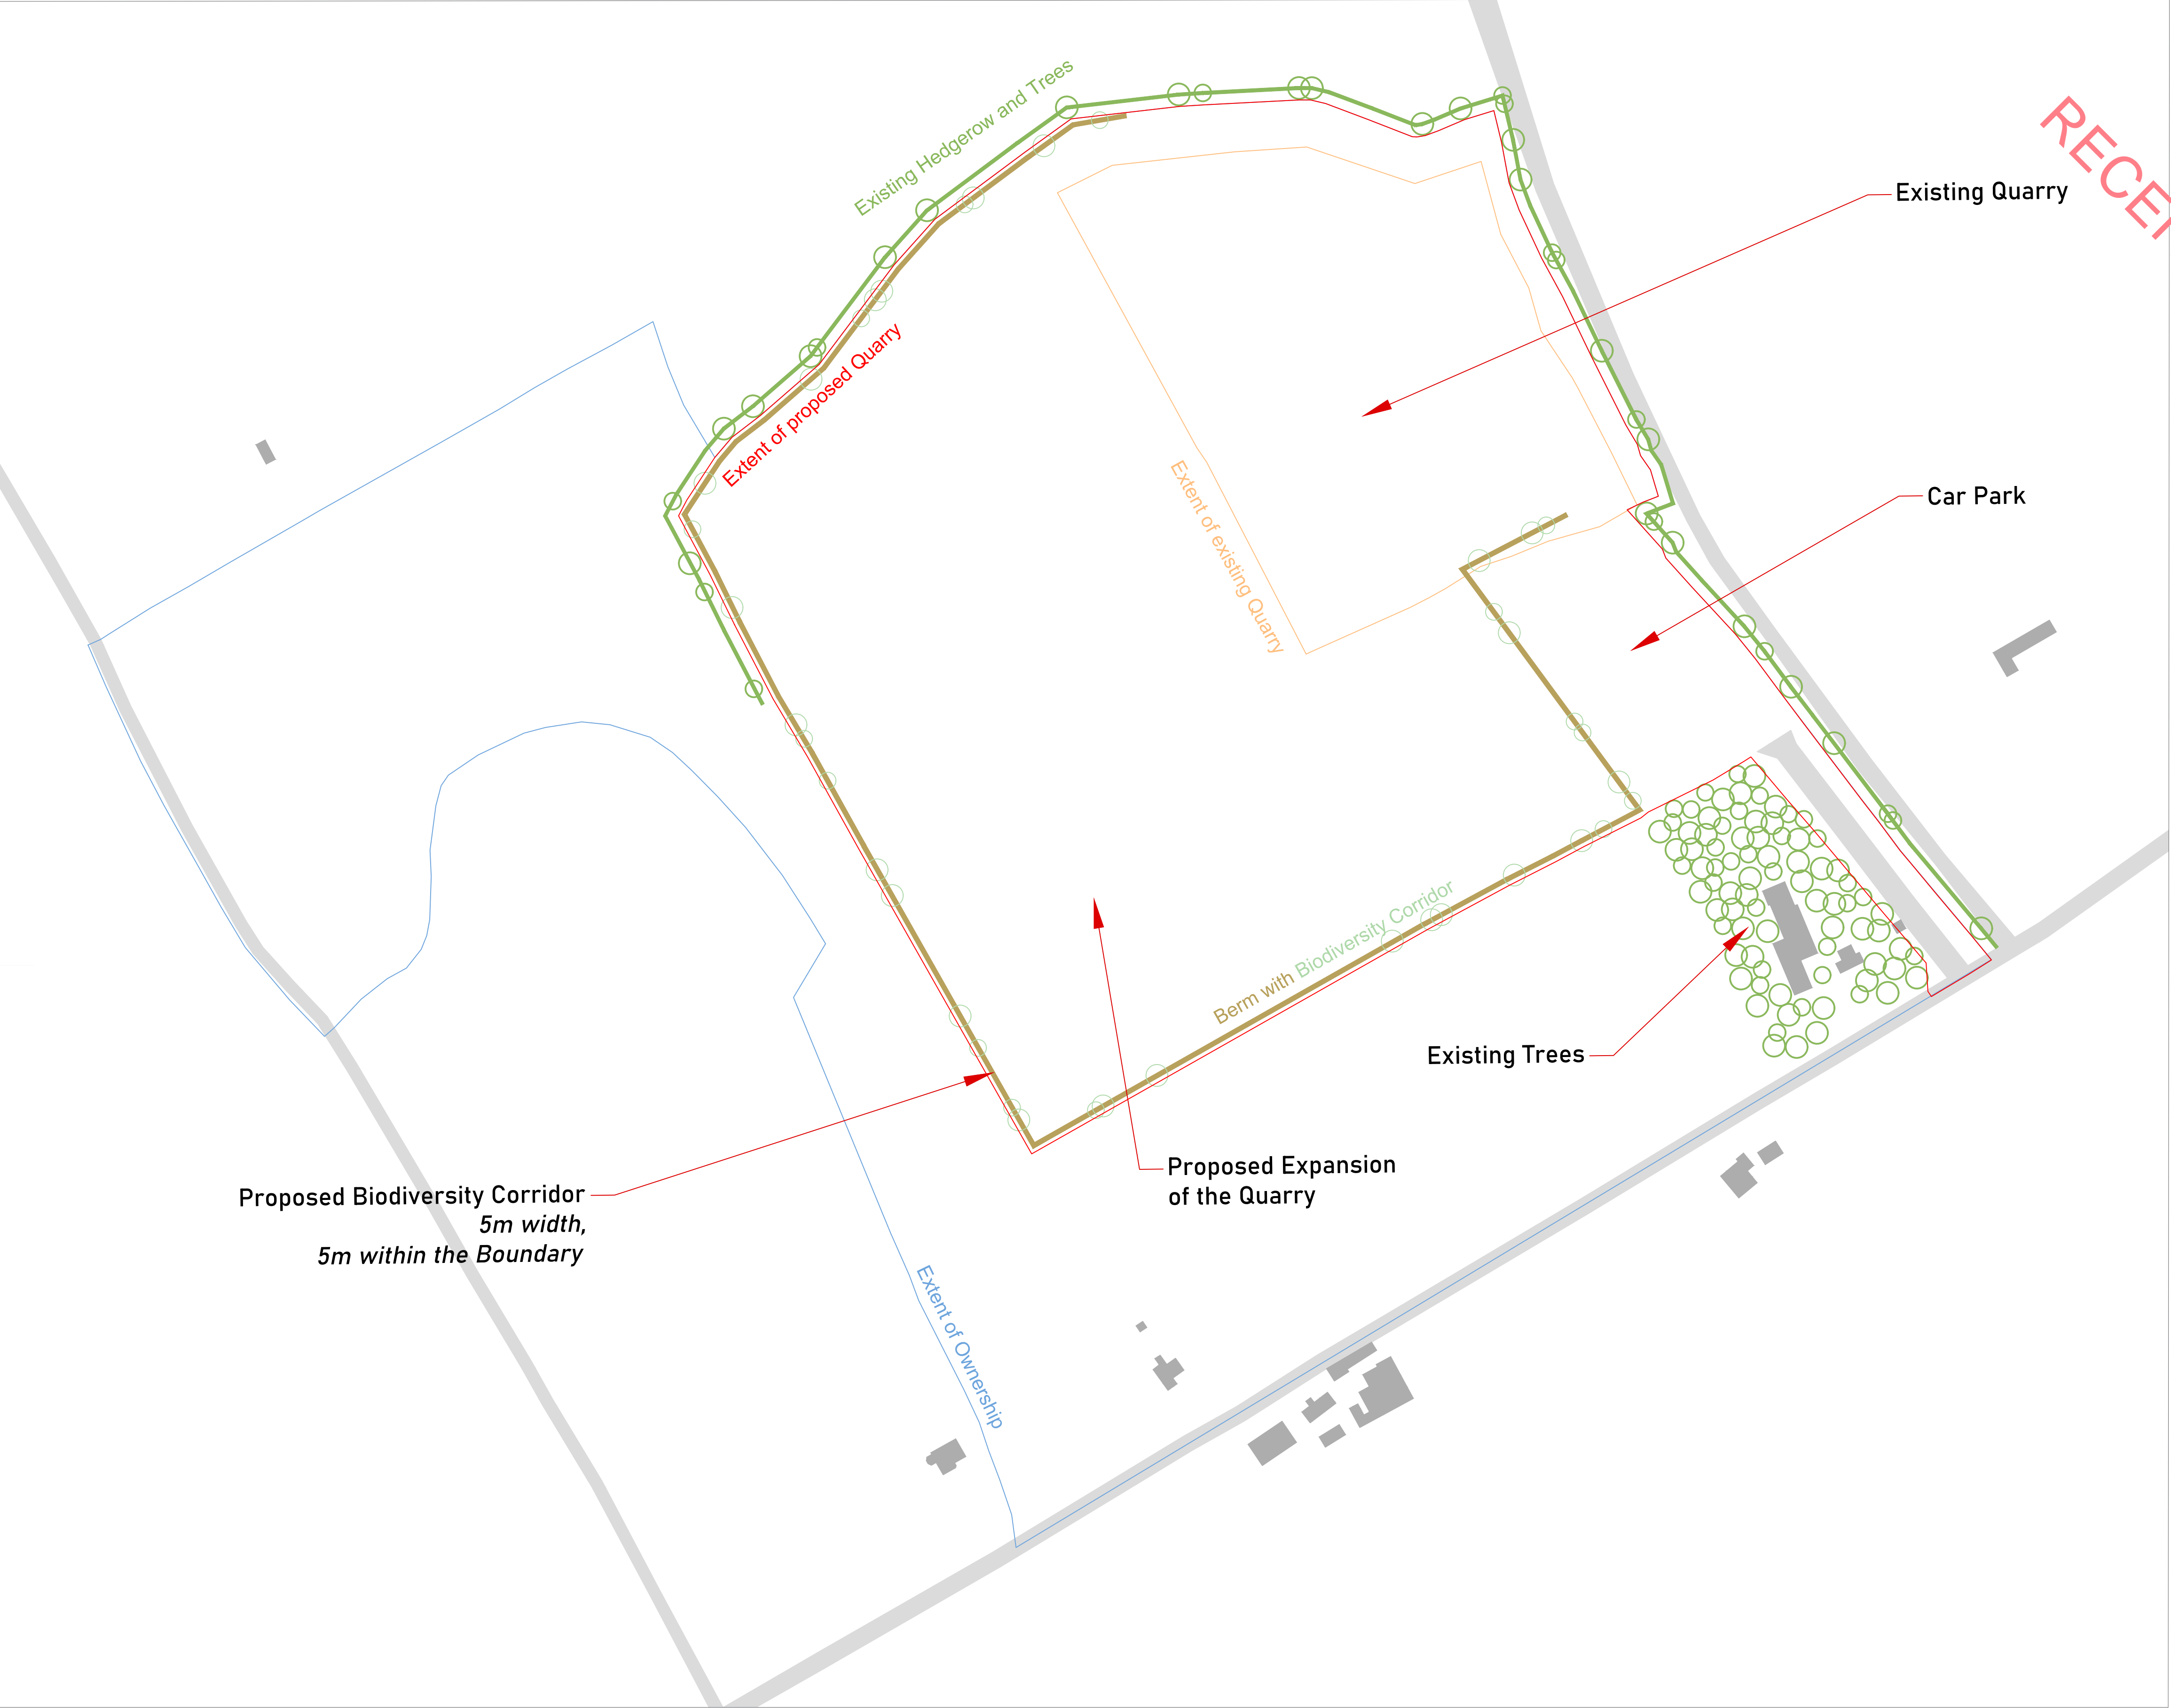 Existing Hedgerow and Trees
RECEI
Existing Quarry
Extent of proposed Quarry
Extent of existing Quarry
Car Park
Berm with Biodiversity Corridor
Existing Trees
Proposed Expansion
of the Quarry
Proposed Biodiversity Corridor
5m width,
5m within the Boundary
Extent of Ownership